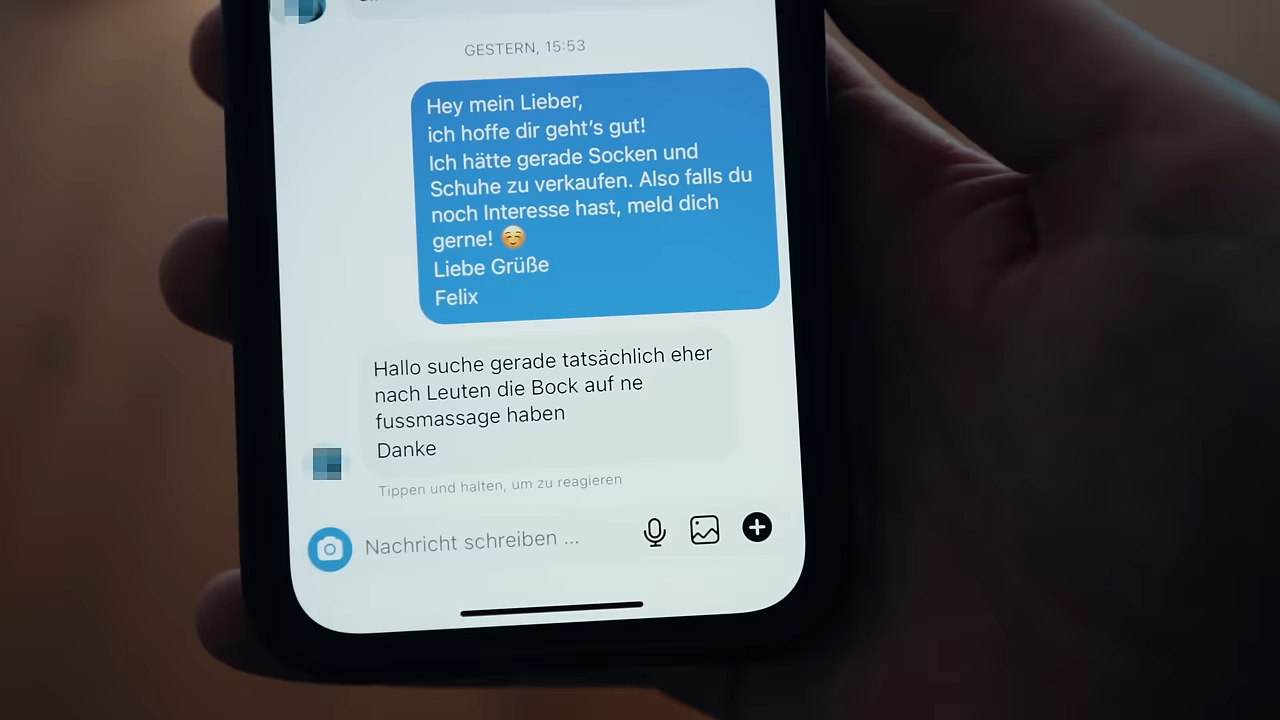 GESTERN, 15:53
Hey mein Lieber,
ich hoffe dir geht's gut!
Ich hätte gerade Socken und
Schuhe zu verkaufen. Also falls du
noch Interesse hast, meld dich
gerne! ☺️
Liebe Grüße
Felix
Hallo suche gerade tatsächlich eher
nach Leuten die Bock auf ne
fussmassage haben
Danke
Tippen und halten, um zu reagieren
Nachricht schreiben ...